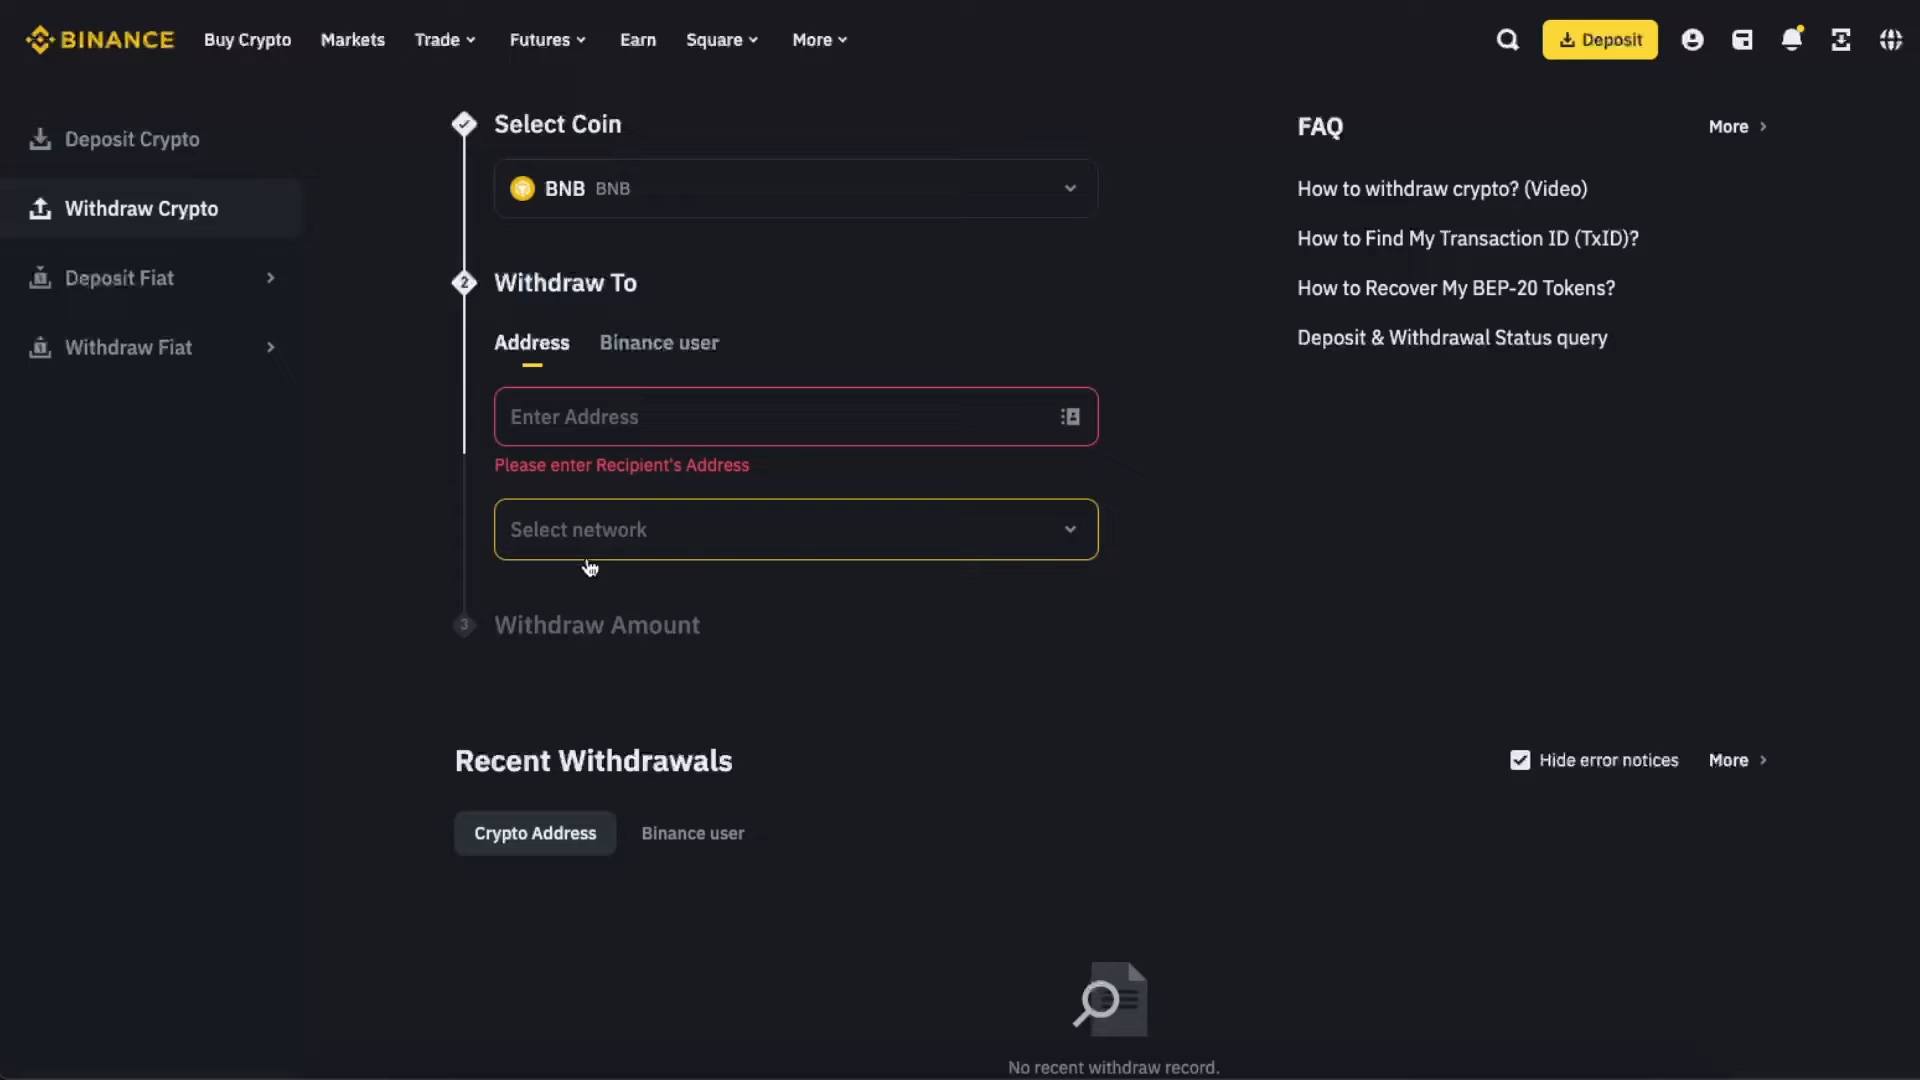 BINANCE Buy Crypto Markets Trade Futures Earn Square More Deposit
Deposit Crypto
Withdraw Crypto
Deposit Fiat
Withdraw Fiat
Select Coin
BNB BNB
2 Withdraw To
Address Binance user
Enter Address
Please enter Recipient's Address
Select network
3 Withdraw Amount
FAQ More
How to withdraw crypto? (Video)
How to Find My Transaction ID (TxID)?
How to Recover My BEP-20 Tokens?
Deposit & Withdrawal Status query
Recent Withdrawals Hide error notices More
Crypto Address Binance user
No recent withdraw record.